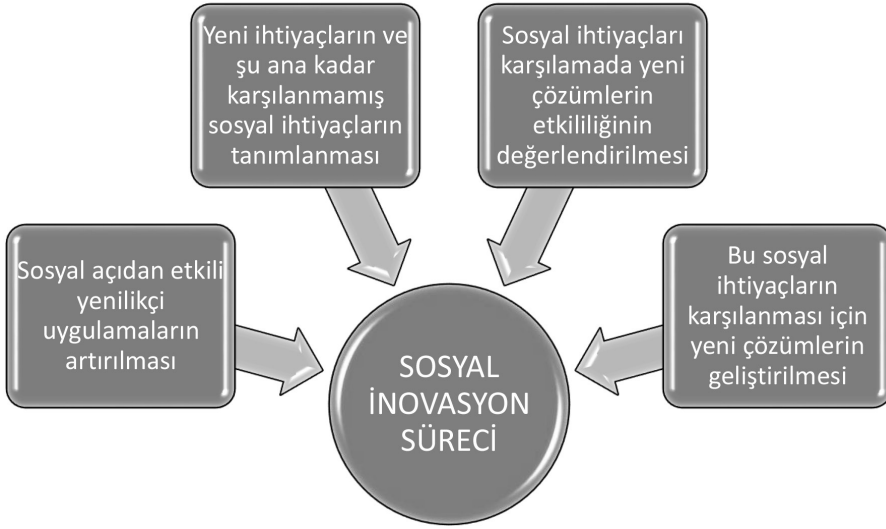 Yeni ihtiyaçların ve
şu ana kadar
karşılanmamış
sosyal ihtiyaçların
tanımlanması
Sosyal ihtiyaçları
karşılamada yeni
çözümlerin
etkililiğinin
değerlendirilmesi
Sosyal açıdan etkili
yenilikçi
uygulamaların
artırılması
Bu sosyal
ihtiyaçların
karşılanması için
yeni çözümlerin
geliştirilmesi
SOSYAL
İNOVASYON
SÜRECİ